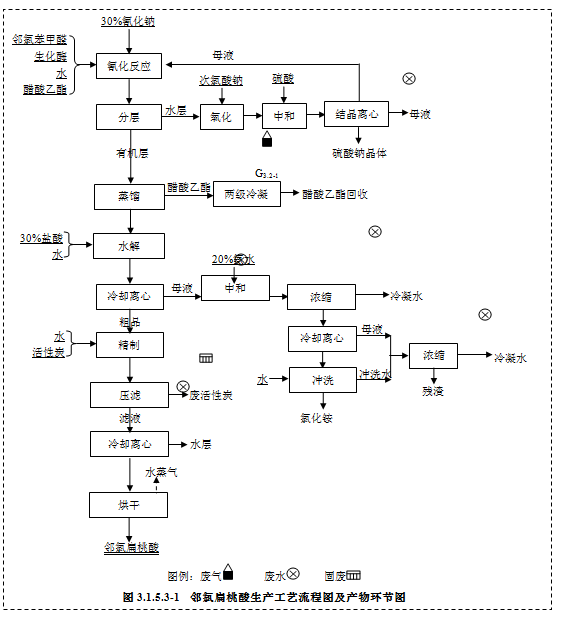 30%氰化钠
邻氯苯甲醛
生化酶
水
醋酸乙酯
氰化反应
母液
次氯酸钠
硫酸
分层
水层
氧化
中和
结晶离心
母液
硫酸钠晶体
有机层
G3.2-1
蒸馏
醋酸乙酯
两级冷凝
醋酸乙酯回收
30%盐酸
水
水解
20%氨水
冷却离心
母液
中和
浓缩
冷凝水
粗品
水
活性炭
精制
冷却离心
母液
浓缩
冷凝水
水
冲洗
冲洗水
残渣
氯化铵
压滤
废活性炭
滤液
冷却离心
水层
水蒸气
烘干
邻氯扁桃酸
图例：废气 废水 固废
图 3.1.5.3-1 邻氯扁桃酸生产工艺流程图及产物环节图